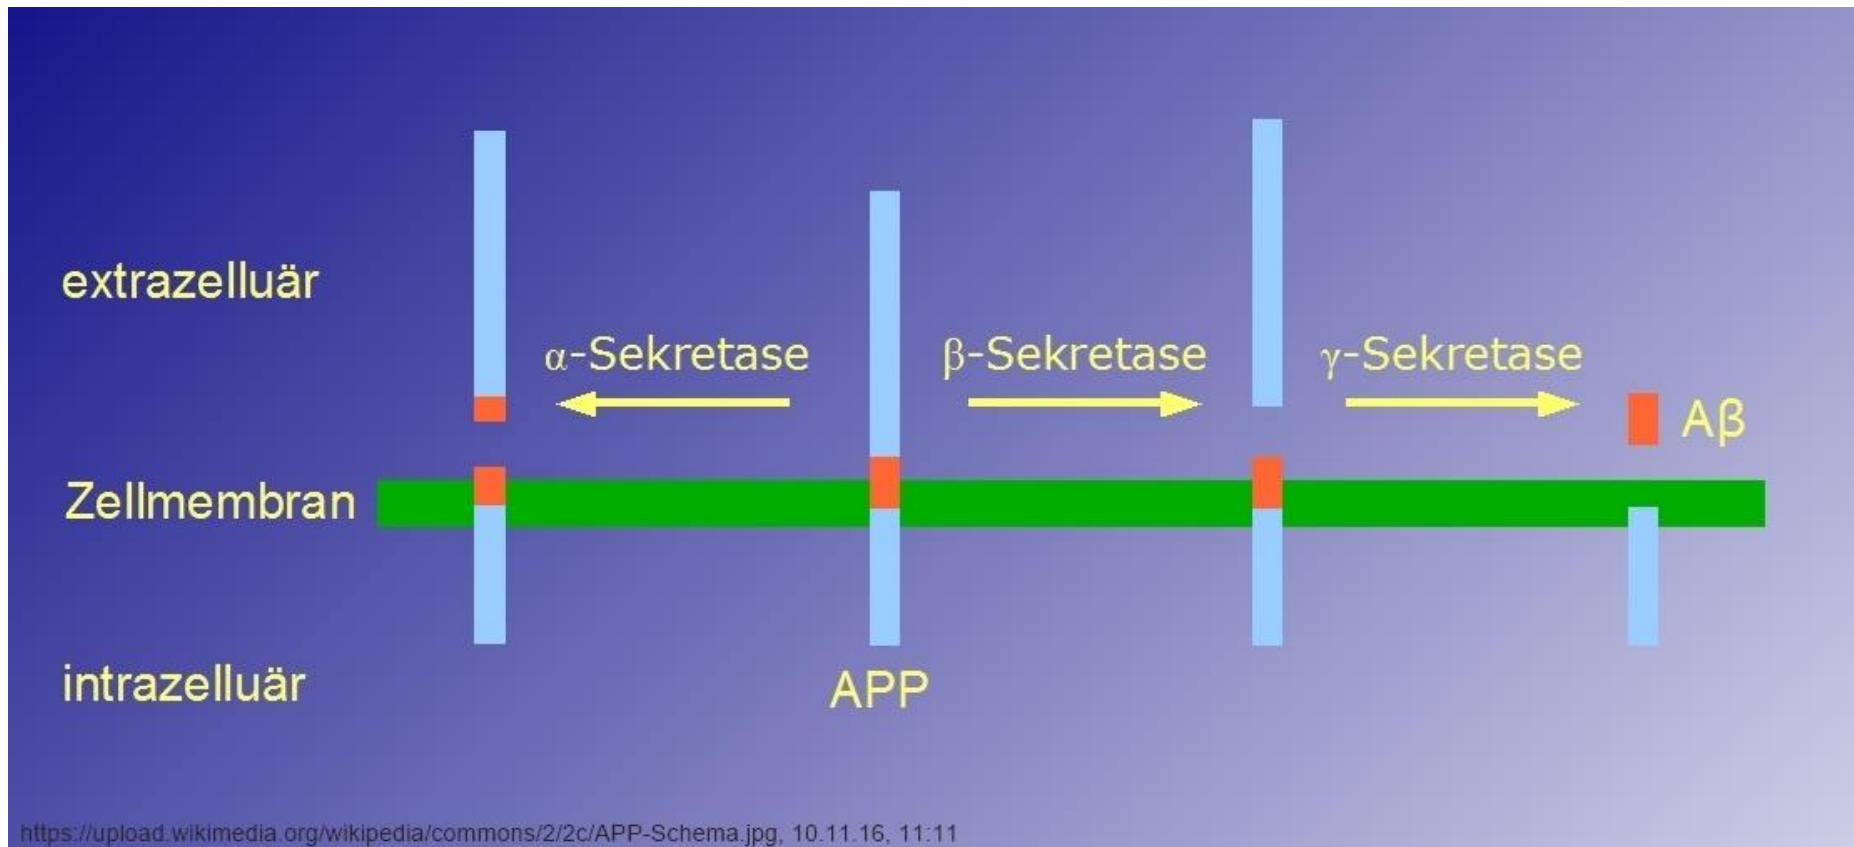 extrazelluär
α-Sekretase
β-Sekretase
γ-Sekretase
Aβ
Zellmembran
intrazelluär
APP
https://upload.wikimedia.org/wikipedia/commons/2/2c/APP-Schema.jpg, 10.11.16, 11:11